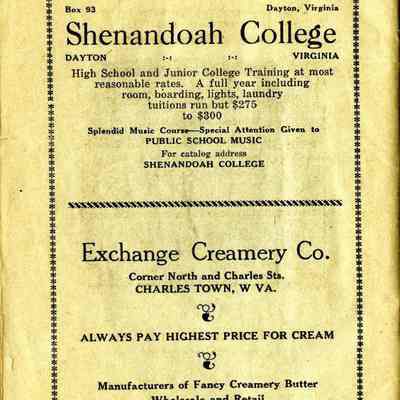 Box 93 Dayton, Virginia
Shenandoah College
DAYTON :-: :-: VIRGINIA
High School and Junior College Training at most
reasonable rates. A full year including
room, boarding, lights, laundry
tuitions run but $275
to $300
Splendid Music Course—Special Attention Given to
PUBLIC SCHOOL MUSIC
For catalog address
SHENANDOAH COLLEGE
Exchange Creamery Co.
Corner North and Charles Sts.
CHARLES TOWN, W VA.
ALWAYS PAY HIGHEST PRICE FOR CREAM
Manufacturers of Fancy Creamery Butter
Wholesale and Retail